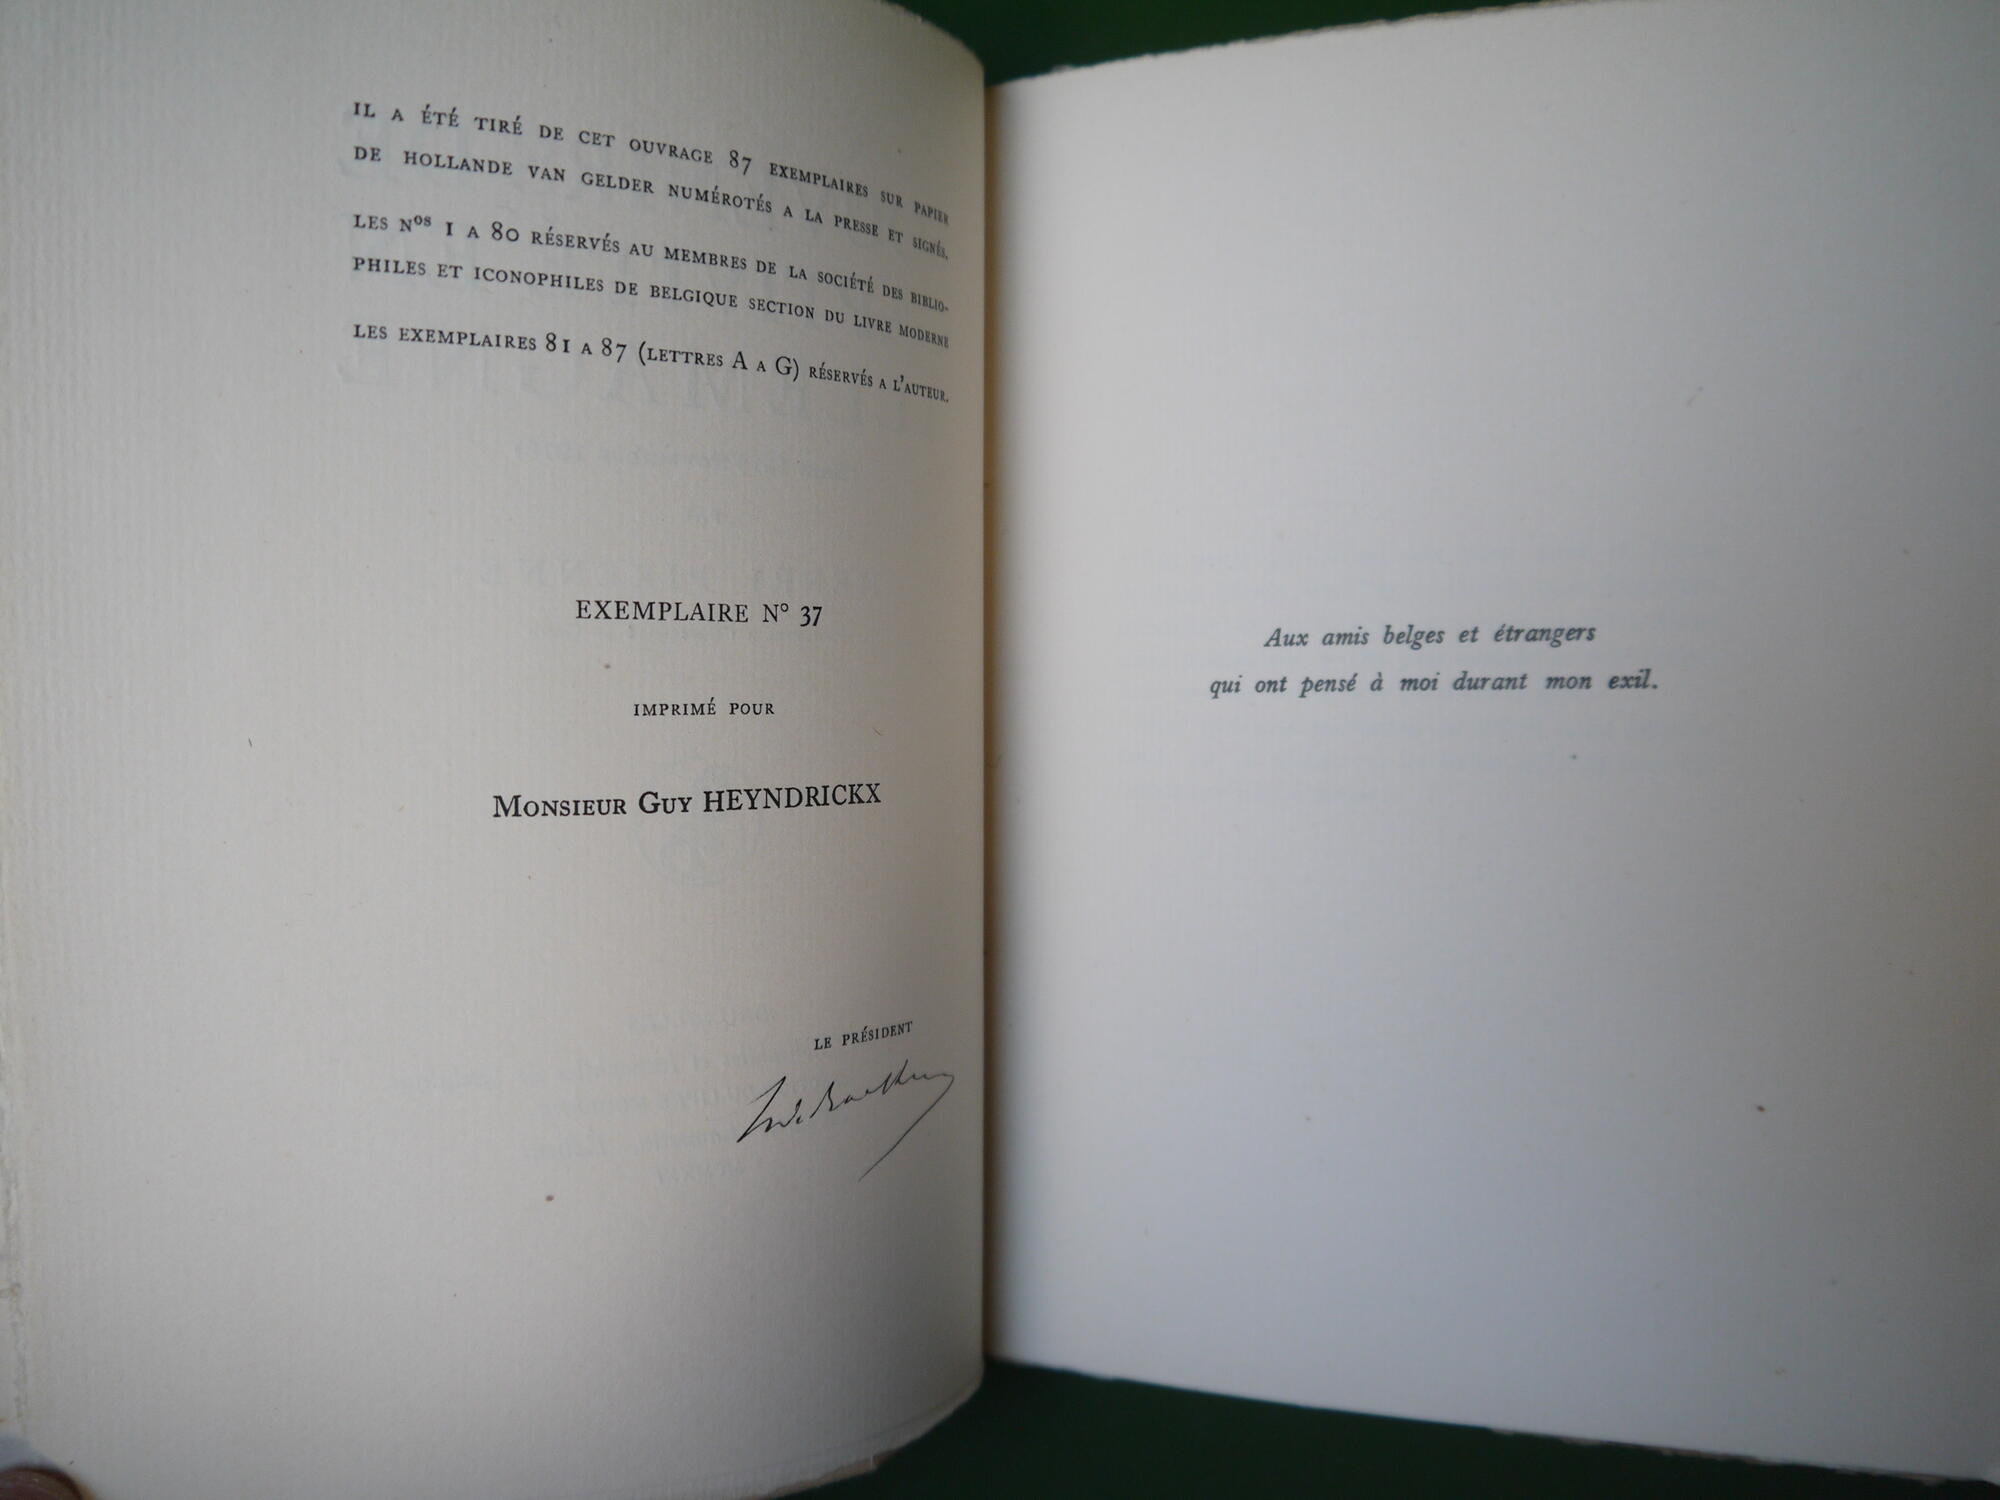 IL A ÉTÉ TIRÉ DE CET OUVRAGE 87 EXEMPLAIRES SUR PAPIER
DE HOLLANDE VAN GELDER NUMÉROTÉS A LA PRESSE ET SIGNÉS.
LES Nos 1 A 80 RÉSERVÉS AU MEMBRES DE LA SOCIÉTÉ DES BIBLIO-
PHILES ET ICONOPHILES DE BELGIQUE SECTION DU LIVRE MODERNE
LES EXEMPLAIRES 81 A 87 (LETTRES A A G) RÉSERVÉS A L'AUTEUR.
EXEMPLAIRE N° 37
IMPRIMÉ POUR
MONSIEUR GUY HEYNDRICKX
LE PRÉSIDENT
Aux amis belges et étrangers
qui ont pensé à moi durant mon exil.